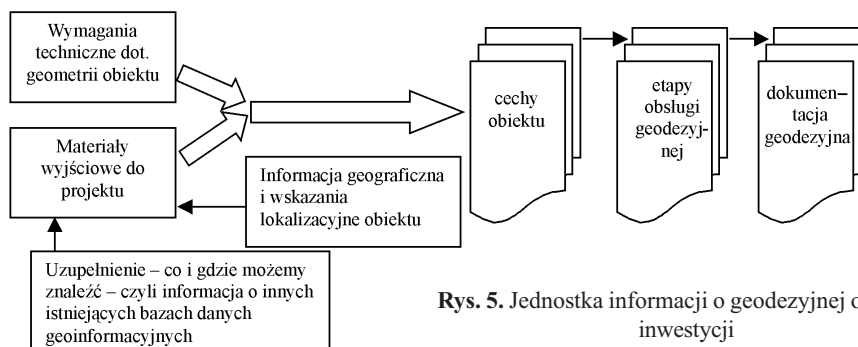 Wymagania
techniczne dot.
geometrii obiektu
Materiały
wyjściowe do
projektu
Informacja geograficzna
i wskazania
lokalizacyjne obiektu
Uzupełnienie – co i gdzie możemy
znaleźć – czyli informacja o innych
istniejących bazach danych
geoinformacyjnych
cechy
obiektu
etapy
obsługi
geodezyj-
nej
dokumen–
tacja
geodezyjna
Rys. 5. Jednostka informacji o geodezyjnej
inwestycji